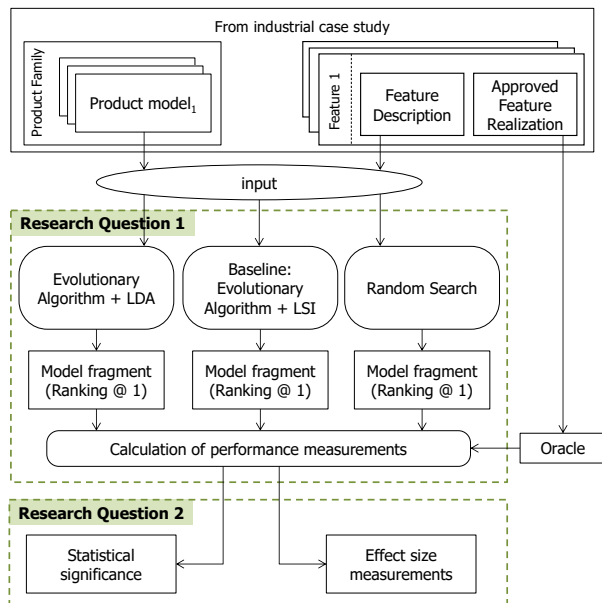 From industrial case study
Product Family
Product model1
Feature 1
Feature
Description
Approved
Feature
Realization
input
Research Question 1
Evolutionary
Algorithm + LDA
Baseline:
Evolutionary
Algorithm + LSI
Random Search
Model fragment
(Ranking @ 1)
Model fragment
(Ranking @ 1)
Model fragment
(Ranking @ 1)
Calculation of performance measurements
Oracle
Research Question 2
Statistical
significance
Effect size
measurements